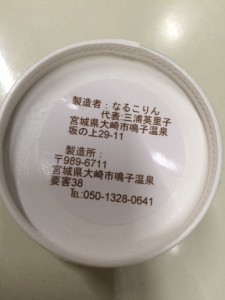 製造者：なるこりん
代表:三浦英里子
宮城県大崎市鳴子温泉
坂の上29-11
製造所：
〒989-6711
宮城県大崎市鳴子温泉
要害38
TEL:050-1328-0641